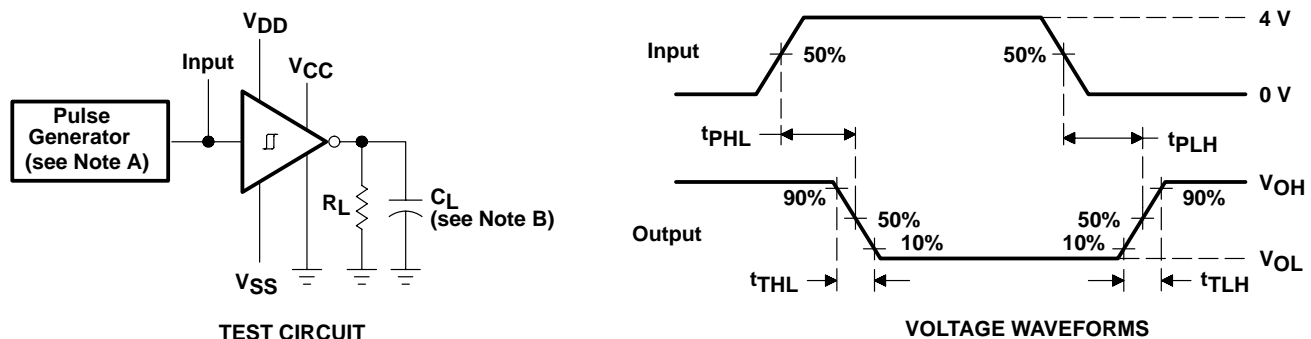 VDD
Input
VCC
Pulse
Generator
(see Note A)
RL
CL
(see Note B)
VSS
TEST CIRCUIT
Input
50%
50%
4 V
0 V
tPHL
tPLH
Output
90%
50%
10%
50%
10%
90%
VOH
VOL
tTHL
tTLH
VOLTAGE WAVEFORMS